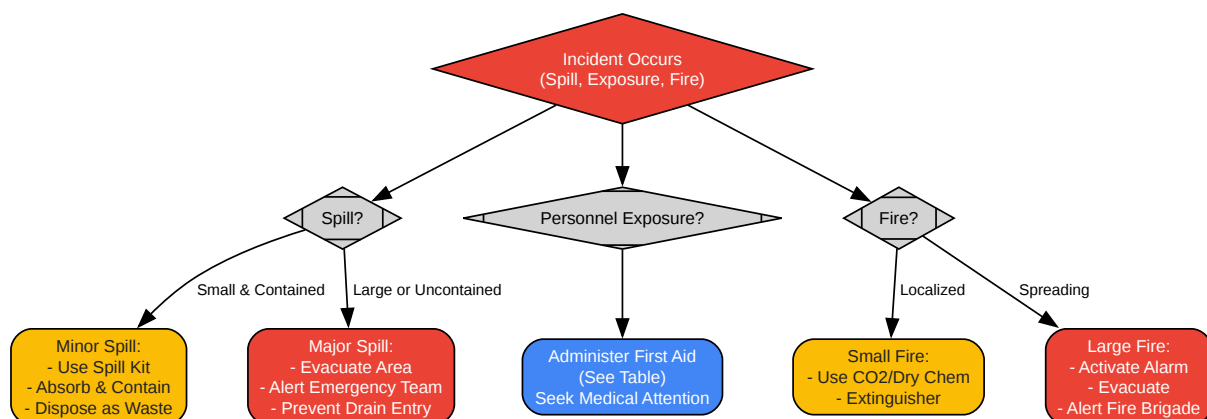 Incident Occurs
(Spill, Exposure, Fire)
Spill?
Personnel Exposure?
Fire?
Small & Contained
Large or Uncontained
Localized
Spreading
Minor Spill:
- Use Spill Kit
- Absorb & Contain
- Dispose as Waste
Major Spill:
- Evacuate Area
- Alert Emergency Team
- Prevent Drain Entry
Administer First Aid
(See Table)
Seek Medical Attention
Small Fire:
- Use CO2/Dry Chem
- Extinguisher
Large Fire:
- Activate Alarm
- Evacuate
- Alert Fire Brigade